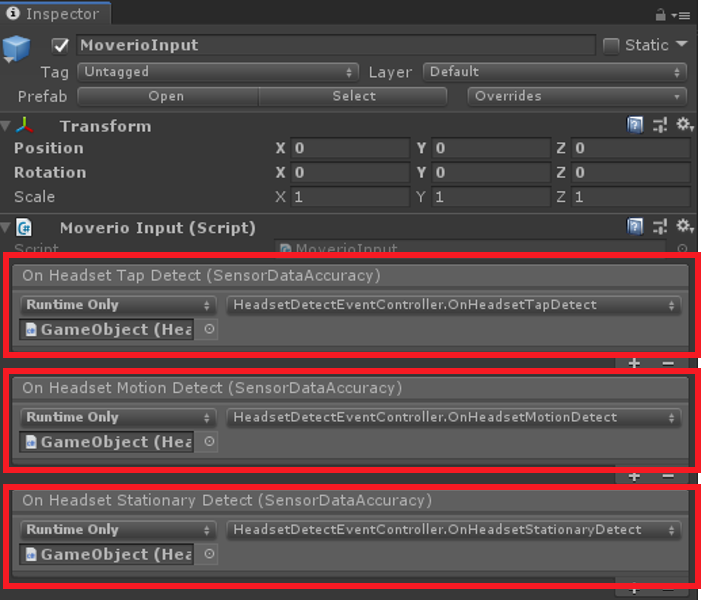 Inspector
MoverioInput Static
Tag Untagged Layer Default
Prefab Open Select Overrides
Transform
Position X 0 Y 0 Z 0
Rotation X 0 Y 0 Z 0
Scale X 1 Y 1 Z 1
Moverio Input (Script)
Script MoverioInput
On Headset Tap Detect (SensorDataAccuracy)
Runtime Only HeadsetDetectEventController.OnHeadsetTapDetect
GameObject (Hea
+ −
On Headset Motion Detect (SensorDataAccuracy)
Runtime Only HeadsetDetectEventController.OnHeadsetMotionDetect
GameObject (Hea
+ −
On Headset Stationary Detect (SensorDataAccuracy)
Runtime Only HeadsetDetectEventController.OnHeadsetStationaryDetect
GameObject (Hea
+ −